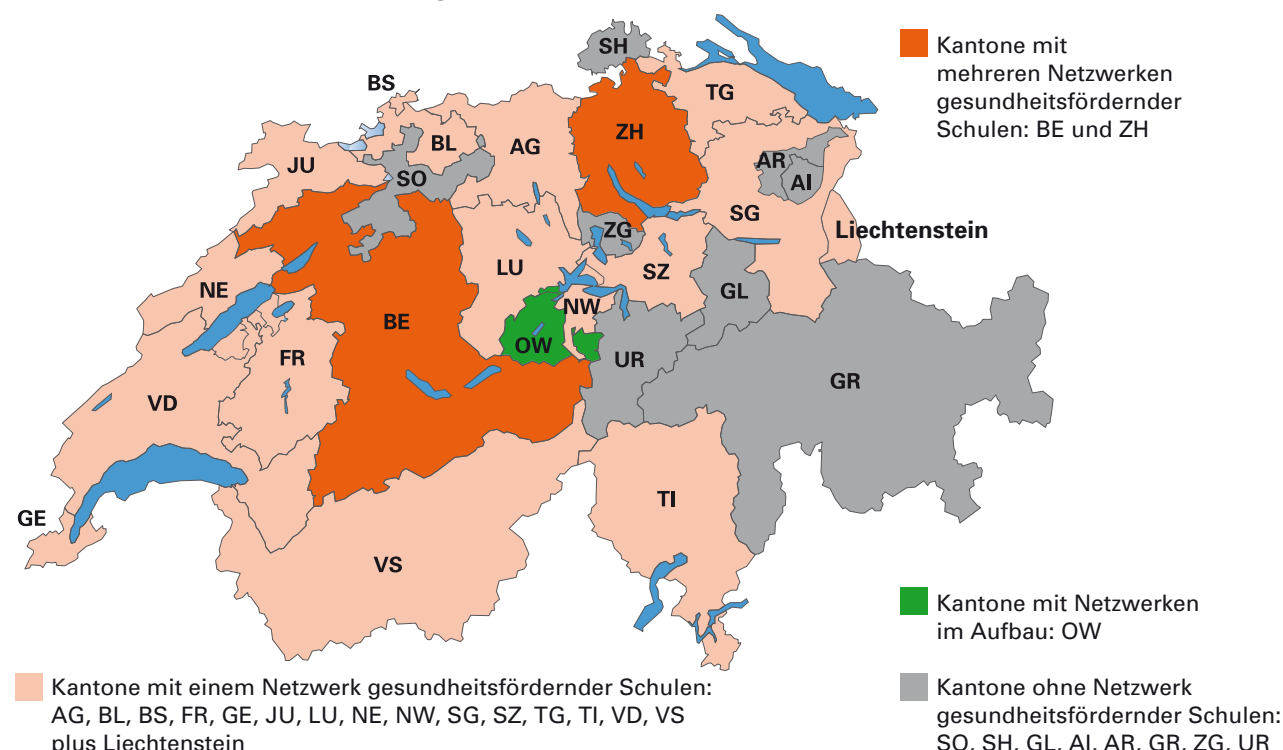 SH
BS
TG
ZH
BL
AG
JU
AR
SO
AI
SG
ZG
Liechtenstein
LU
SZ
NE
GL
NW
BE
OW
FR
UR
GR
VD
TI
GE
VS
Kantone mit
mehreren Netzwerken
gesundheitsfördernder
Schulen: BE und ZH
Kantone mit Netzwerken
im Aufbau: OW
Kantone mit einem Netzwerk gesundheitsfördernder Schulen:
AG, BL, BS, FR, GE, JU, LU, NE, NW, SG, SZ, TG, TI, VD, VS
plus Liechtenstein
Kantone ohne Netzwerk
gesundheitsfördernder Schulen:
SO, SH, GL, AI, AR, GR, ZG, UR